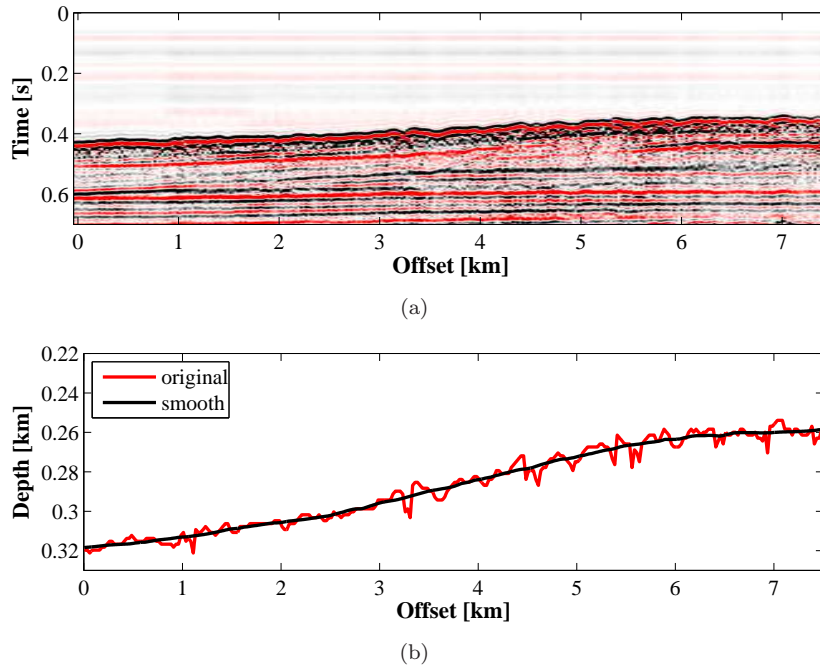 0
0.2
0.4
0.6
Time [s]
0 1 2 3 4 5 6 7
Offset [km]
(a)
0.22
0.24
0.26
0.28
0.3
0.32
Depth [km]
original
smooth
0 1 2 3 4 5 6 7
Offset [km]
(b)